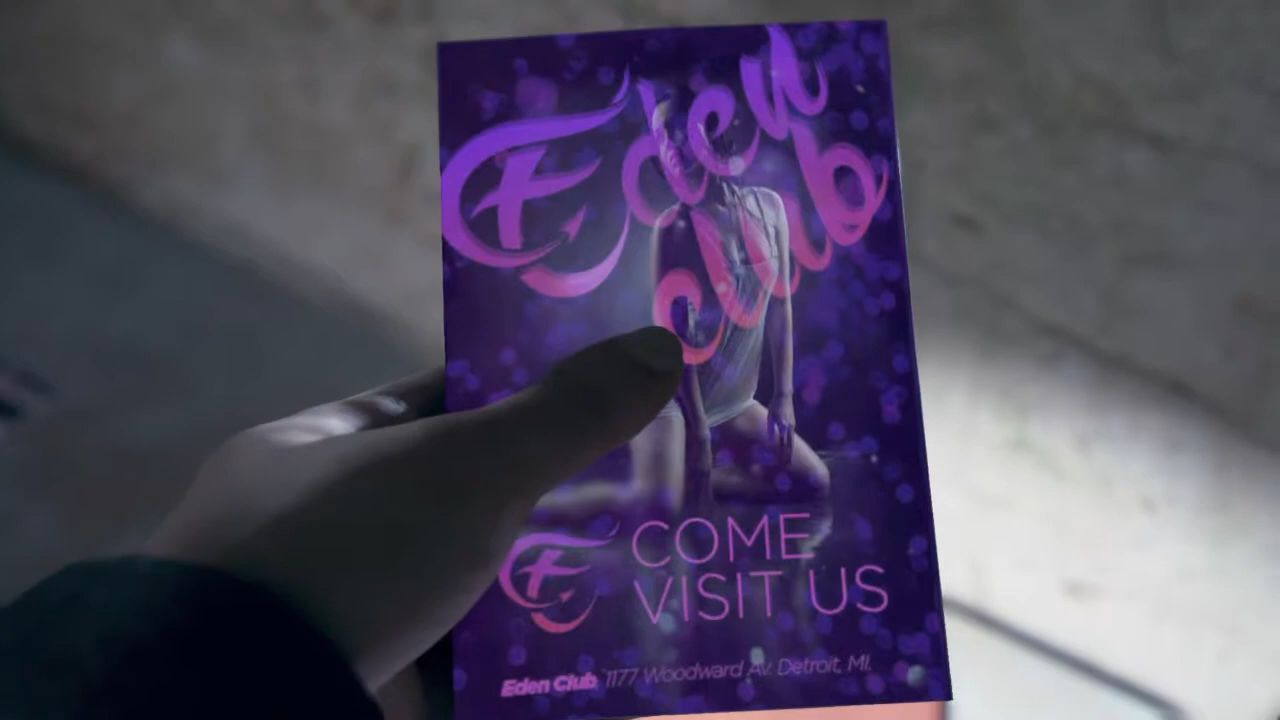 Eden
club
COME
VISIT US
Eden Club 1177 Woodward Av. Detroit, MI.